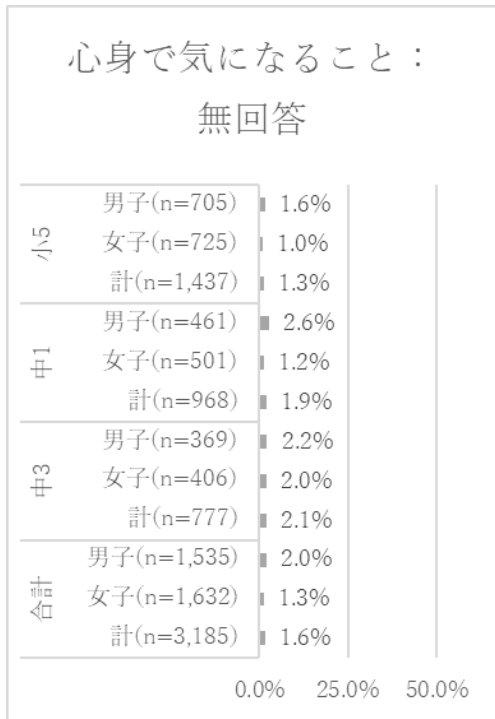 心身で気になること：
無回答
小5
男子(n=705) 1.6%
女子(n=725) 1.0%
計(n=1,437) 1.3%
中1
男子(n=461) 2.6%
女子(n=501) 1.2%
計(n=968) 1.9%
中3
男子(n=369) 2.2%
女子(n=406) 2.0%
計(n=777) 2.1%
合計
男子(n=1,535) 2.0%
女子(n=1,632) 1.3%
計(n=3,185) 1.6%
0.0% 25.0% 50.0%